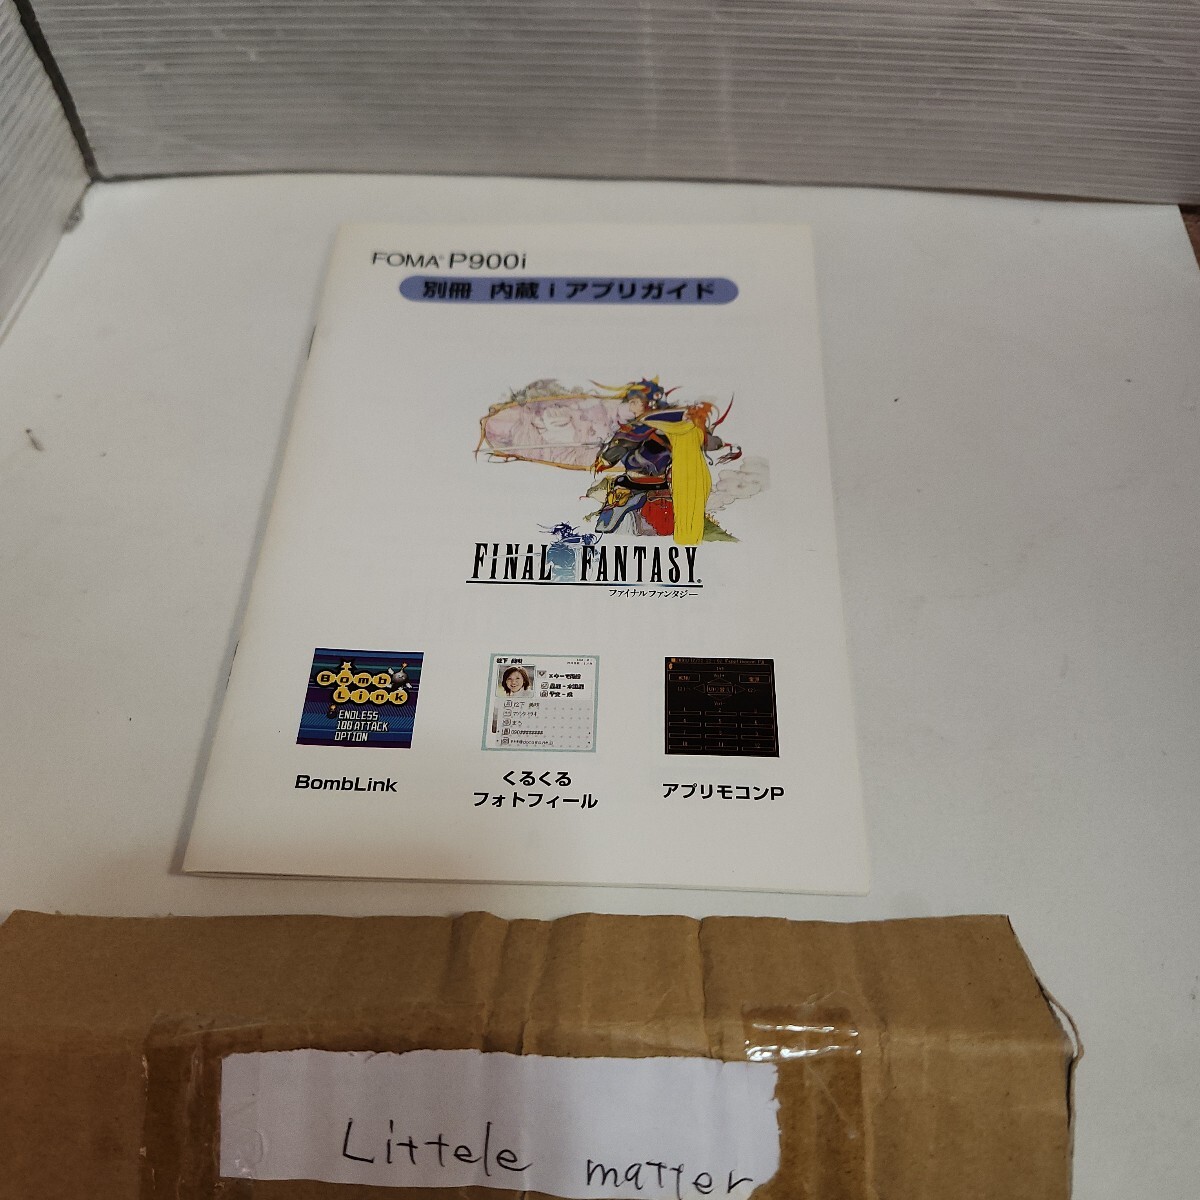 FOMA® P900i
別冊 内蔵iアプリガイド
FINAL FANTASY®
ファイナルファンタジー
Bomb
Link
ENDLESS
100 ATTACK
OPTION
BombLink
くるくる
フォトフィール
アプリモコンP
Littele matter